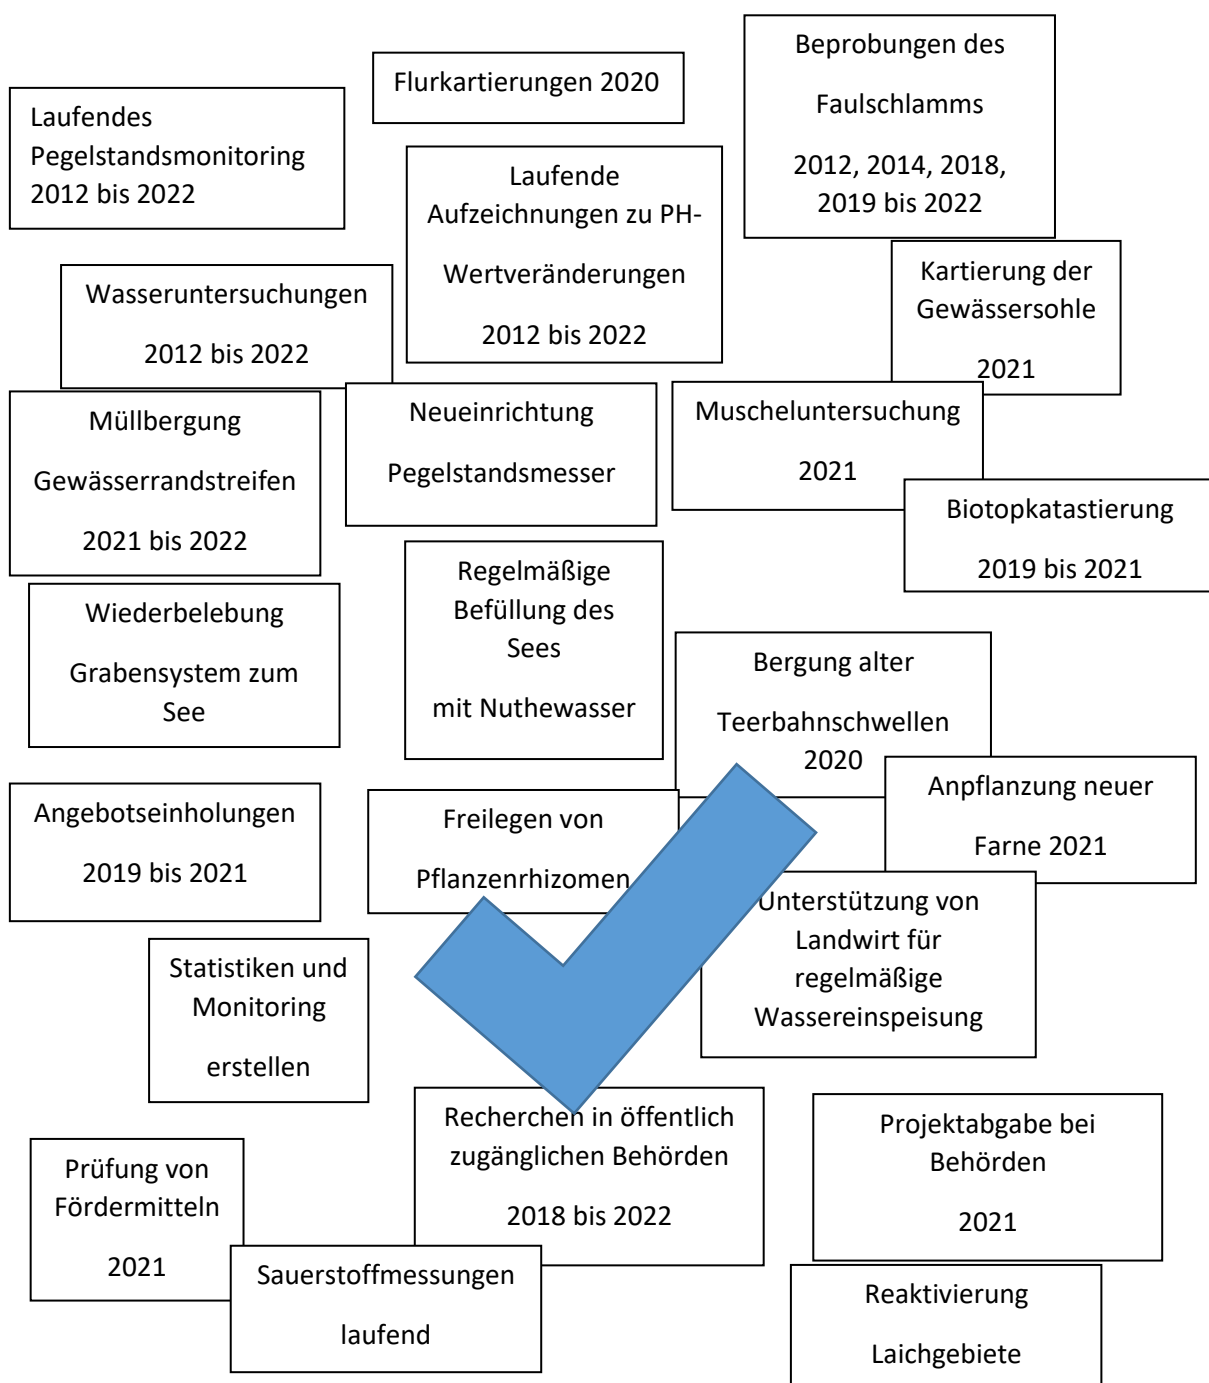 Laufendes
Pegelstandsmonitoring
2012 bis 2022
Flurkartierungen 2020
Beprobungen des
Faulschlamms
2012, 2014, 2018,
2019 bis 2022
Laufende
Aufzeichnungen zu PH-
Wertveränderungen
2012 bis 2022
Wasseruntersuchungen
2012 bis 2022
Kartierung der
Gewässersohle
2021
Müllbergung
Gewässerrandstreifen
2021 bis 2022
Neueinrichtung
Pegelstandsmesser
Muscheluntersuchung
2021
Biotopkatastierung
2019 bis 2021
Wiederbelebung
Grabensystem zum
See
Regelmäßige
Befüllung des
Sees
mit Nuthewasser
Bergung alter
Teerbahnschwellen
2020
Anpflanzung neuer
Farne 2021
Angebotseinholungen
2019 bis 2021
Freilegen von
Pflanzenrhizomen
Unterstützung von
Landwirt für
regelmäßige
Wassereinspeisung
Statistiken und
Monitoring
erstellen
Recherchen in öffentlich
zugänglichen Behörden
2018 bis 2022
Projektabgabe bei
Behörden
2021
Prüfung von
Fördermitteln
2021
Sauerstoffmessungen
laufend
Reaktivierung
Laichgebiete